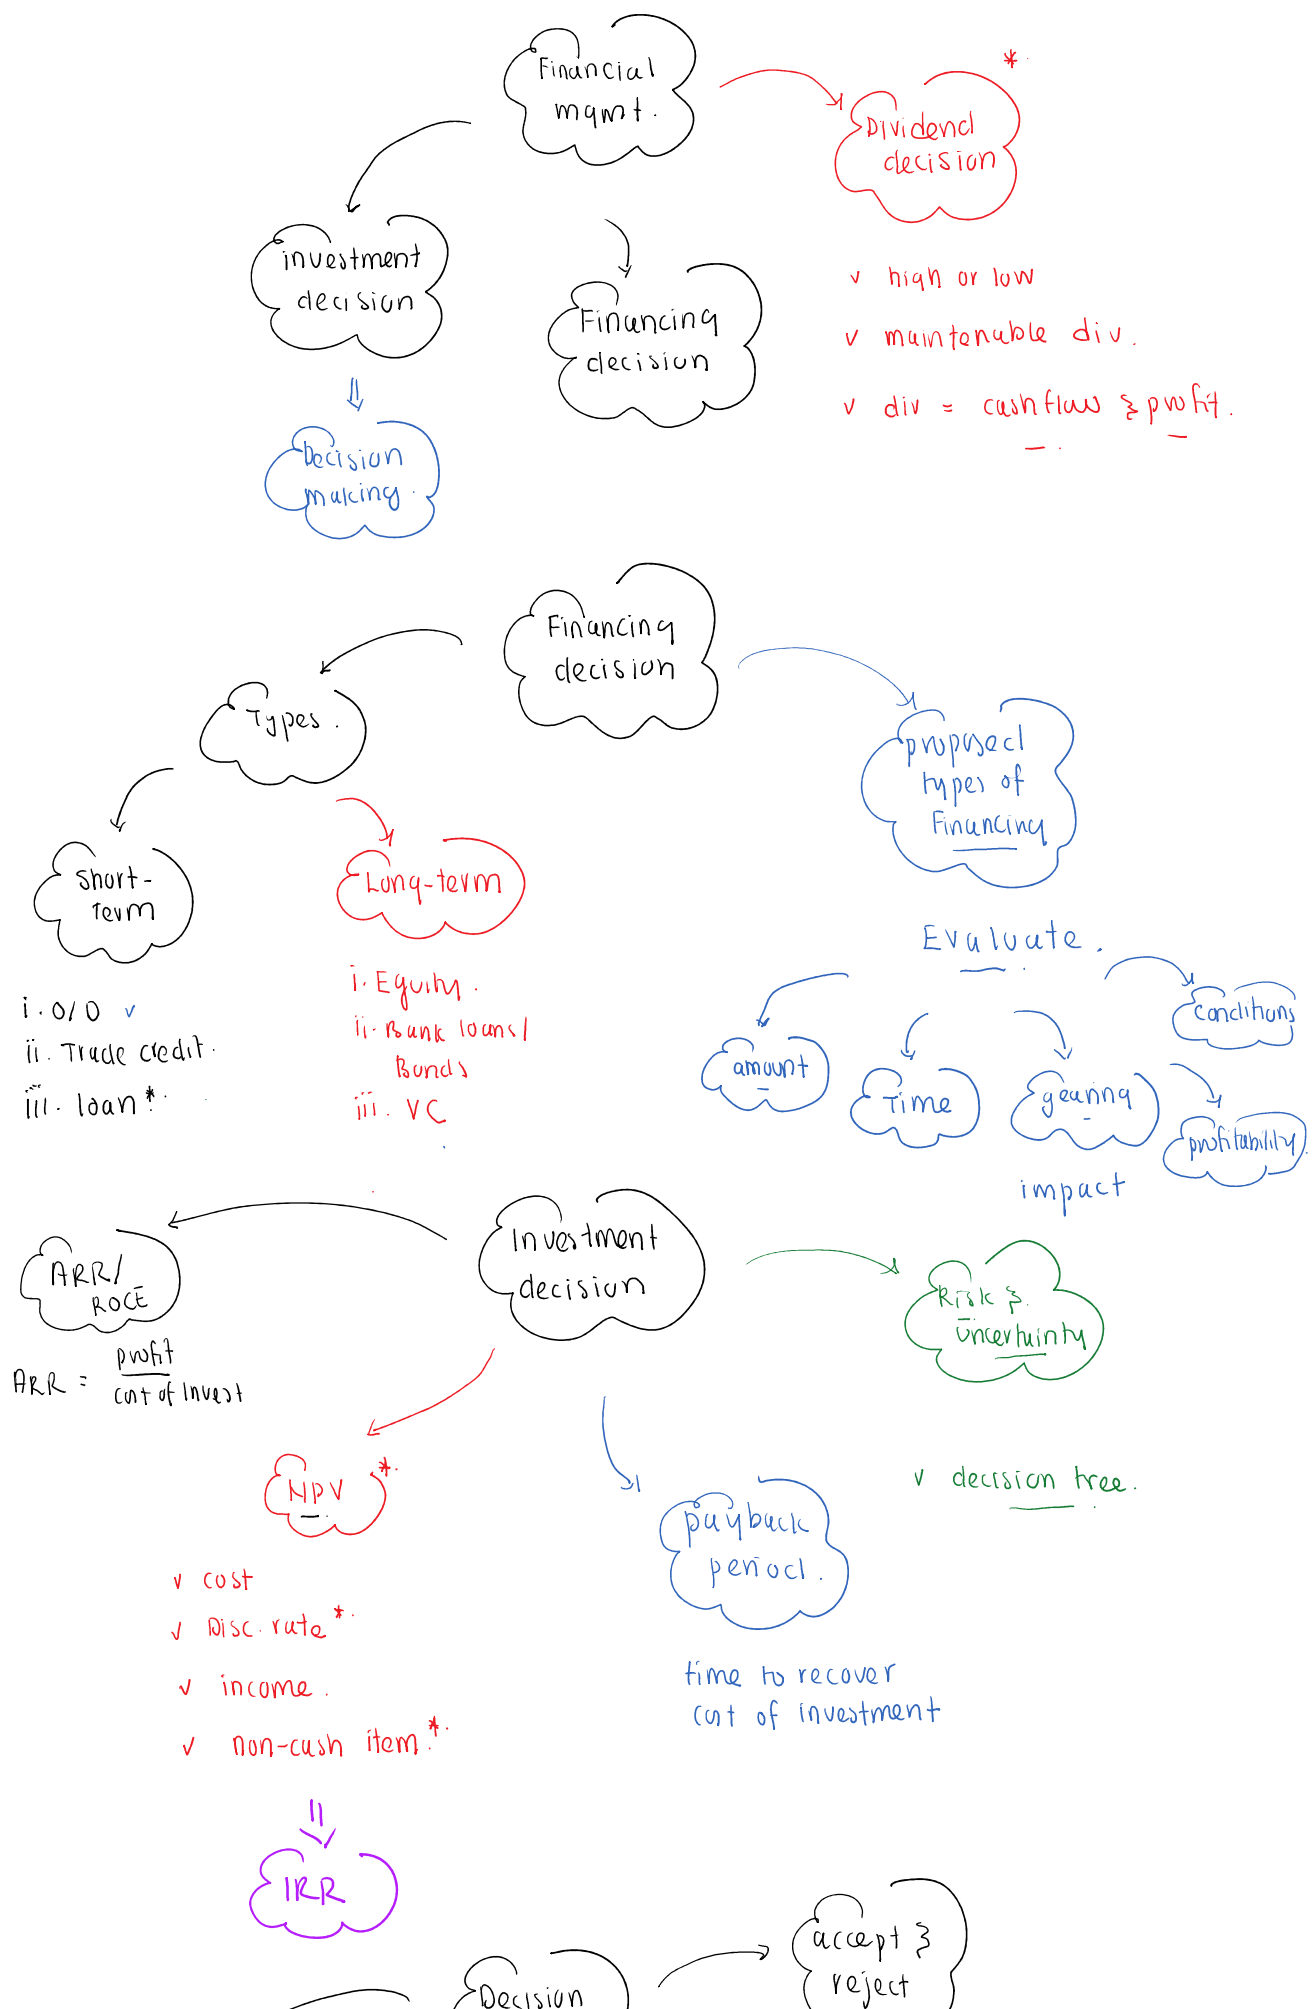 Financial
mgmt.
*
Dividend
decision
investment
decision
Financing
decision
v high or low
v maintenable div.
v div = cashflow & profit.
Decision
making.
Financing
decision
Types.
proposed
types of
Financing
Short-
Term
Long-term
Evaluate.
i. O/D v
ii. Trade credit.
iii. loan*.
i. Equity.
ii. Bank loans/
Bonds
iii. VC
amount
Time
gearing
conditions
profitability.
impact
Investment
decision
ARR/
ROCE
ARR = profit
cost of invest
Risk &
uncertainty
v decision tree.
NPV *.
v cost
v Disc. rate*.
v income.
v non-cash item.*.
payback
period.
time to recover
cost of investment
IRR
accept &
reject
Decision